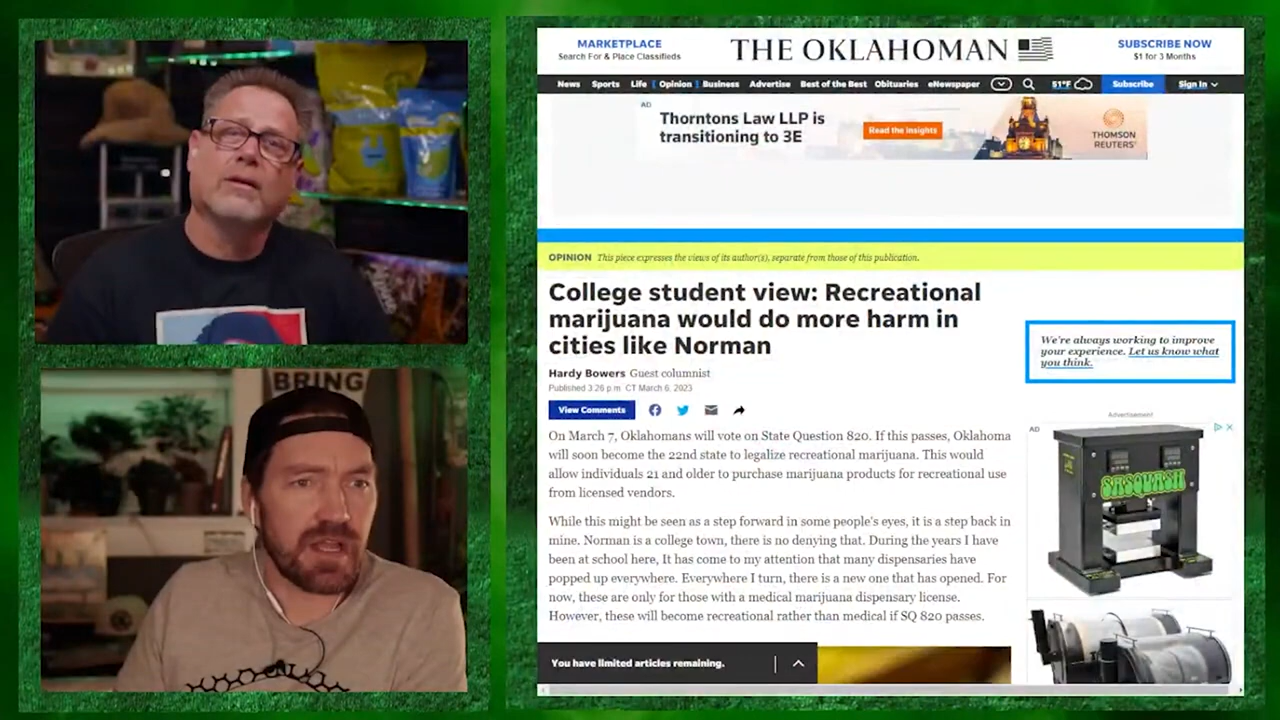 BRING
MARKETPLACE
Search For & Place Classifieds
THE OKLAHOMAN
SUBSCRIBE NOW
$1 for 3 Months
News Sports Life Opinion Business Advertise Best of the Best Obituaries eNewspaper 51°F Subscribe Sign In
AD
Thorntons Law LLP is
transitioning to 3E
Read the insights
THOMSON
REUTERS
OPINION This piece expresses the views of its author(s), separate from those of this publication.
College student view: Recreational
marijuana would do more harm in
cities like Norman
Hardy Bowers Guest columnist
Published 3:26 p.m. CT March 6, 2023
View Comments
On March 7, Oklahomans will vote on State Question 820. If this passes, Oklahoma
will soon become the 22nd state to legalize recreational marijuana. This would
allow individuals 21 and older to purchase marijuana products for recreational use
from licensed vendors.
While this might be seen as a step forward in some people's eyes, it is a step back in
mine. Norman is a college town, there is no denying that. During the years I have
been at school here, It has come to my attention that many dispensaries have
popped up everywhere. Everywhere I turn, there is a new one that has opened. For
now, these are only for those with a medical marijuana dispensary license.
However, these will become recreational rather than medical if SQ 820 passes.
You have limited articles remaining.
We're always working to improve
your experience. Let us know what
you think.
Advertisement
AD
SASQUASH